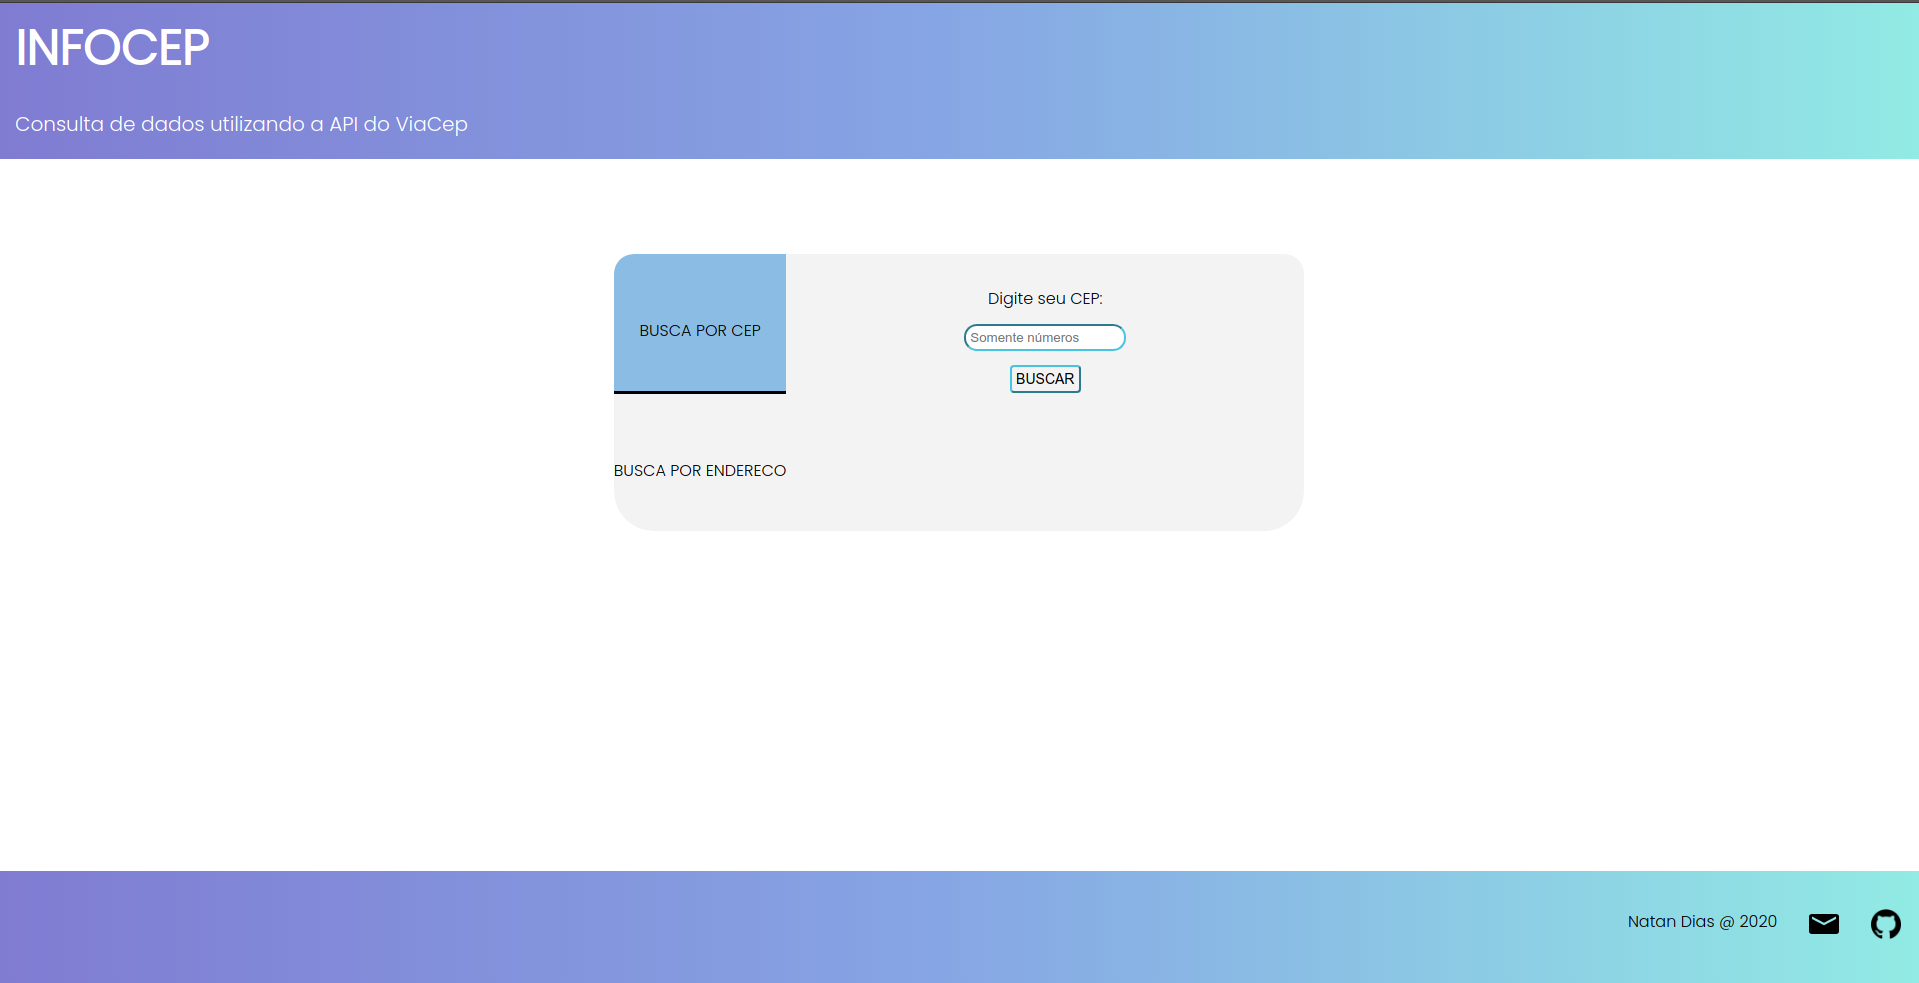 INFOCEP
Consulta de dados utilizando a API do ViaCep
BUSCA POR CEP
Digite seu CEP:
Somente números
BUSCAR
BUSCA POR ENDERECO
Natan Dias @ 2020